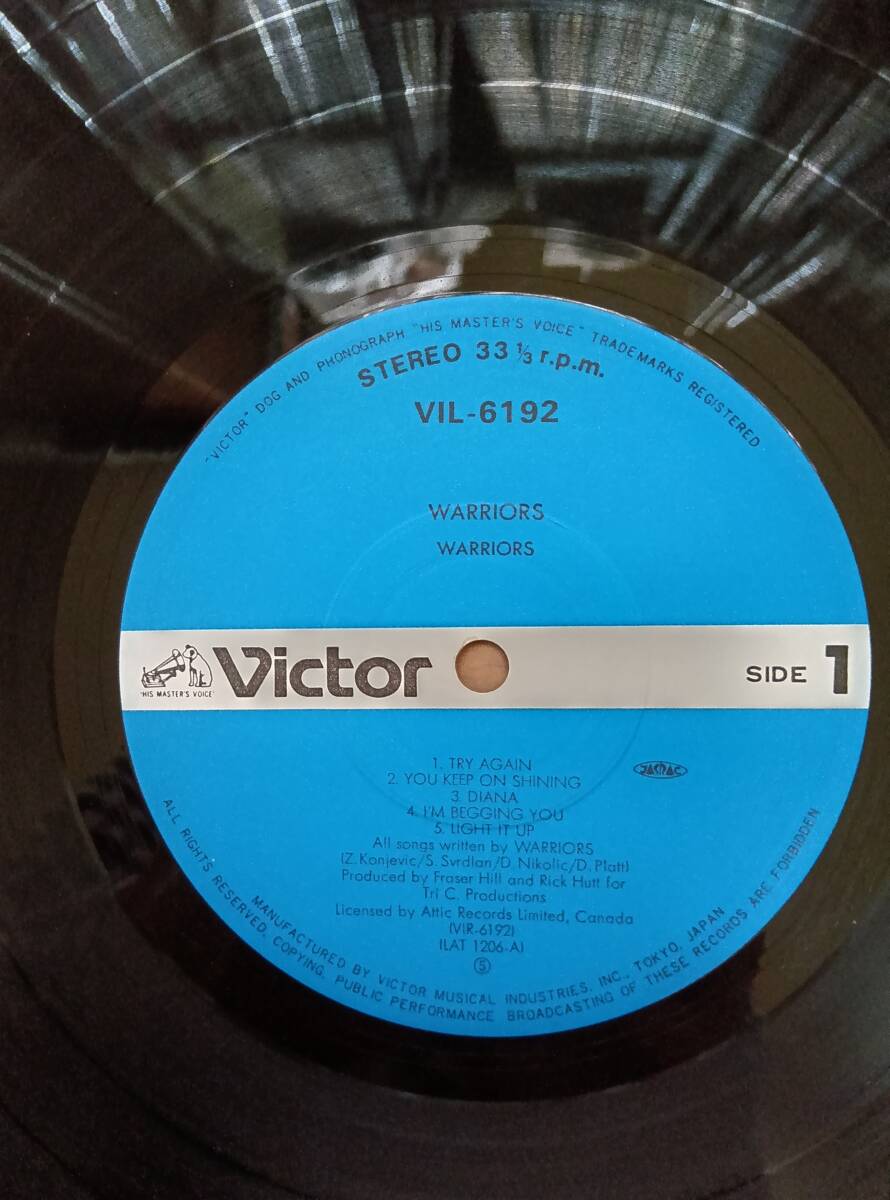 "VICTOR" DOG AND PHONOGRAPH "HIS MASTER'S VOICE" TRADEMARKS REGISTERED
STEREO 33 1/3 r.p.m.
VIL-6192
WARRIORS
WARRIORS
"HIS MASTER'S VOICE"
Victor
SIDE 1
1. TRY AGAIN
2. YOU KEEP ON SHINING
3. DIANA
4. I'M BEGGING YOU
5. LIGHT IT UP
JASRAC
All songs written by WARRIORS
(Z. Konjevic/S. Svrdlan/D. Nikolic/D. Platt)
Produced by Fraser Hill and Rick Hutt for
Tri C. Productions
Licensed by Attic Records Limited, Canada
(VIR-6192)
(LAT 1206-A)
Ⓢ
ALL RIGHTS RESERVED. COPYING, PUBLIC PERFORMANCE BROADCASTING OF THESE RECORDS ARE FORBIDDEN
MANUFACTURED BY VICTOR MUSICAL INDUSTRIES, INC., TOKYO, JAPAN